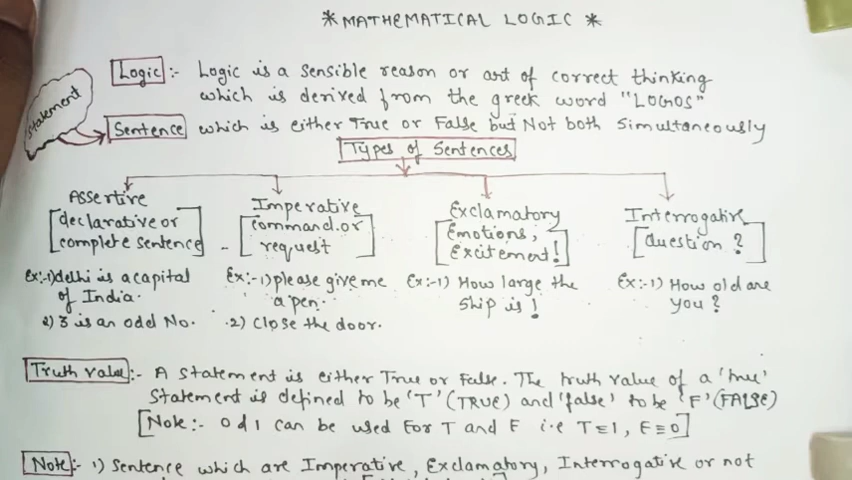 * MATHEMATICAL LOGIC *
Logic :- Logic is a sensible reason or art of correct thinking
which is derived from the greek word "LOGOS"
Statement
Sentence which is either True or False but Not both simultaneously
Types of Sentences
Assertive
[declarative or
complete sentence]
Ex:-1) delhi is a capital
of India.
2) 3 is an odd No.
Imperative
[command or
request]
Ex:-1) please give me
a pen.
2) Close the door.
Exclamatory
[Emotions,
Excitement!]
Ex:-1) How large the
ship is!
Interrogative
[Question ?]
Ex:-1) How old are
you?
Truth value :- A statement is either True or False. The truth value of a 'true'
statement is defined to be 'T' (TRUE) and 'false' to be 'F' (FALSE)
[Note :- 0 & 1 can be used For T and F i.e T≡1, F≡0]
Note :- 1) Sentence which are Imperative, Exclamatory, Interrogative or not